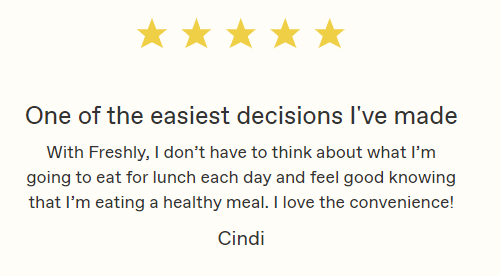 One of the easiest decisions I've made
With Freshly, I don’t have to think about what I’m
going to eat for lunch each day and feel good knowing
that I’m eating a healthy meal. I love the convenience!
Cindi